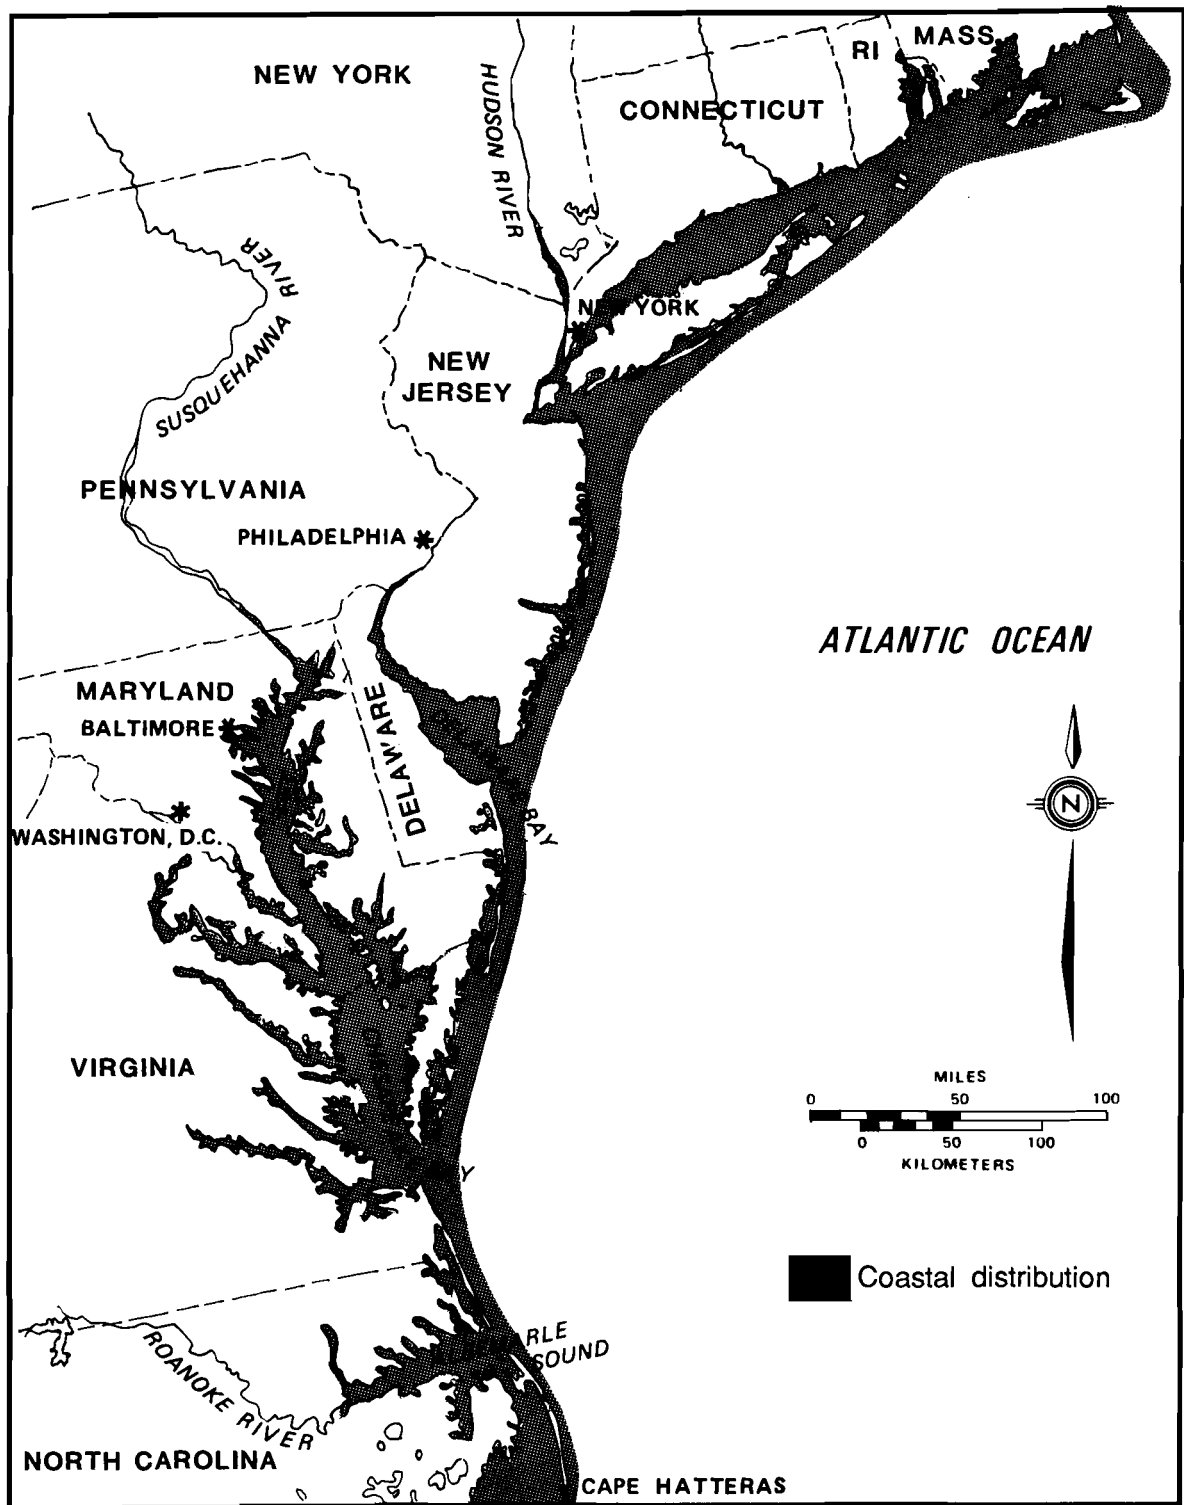 MASS.
RI
NEW YORK
HUDSON RIVER
CONNECTICUT
SUSQUEHANNA RIVER
NEW YORK
NEW
JERSEY
PENNSYLVANIA
PHILADELPHIA
ATLANTIC OCEAN
MARYLAND
BALTIMORE
DELAWARE
BAY
N
WASHINGTON, D.C.
VIRGINIA
MILES
0 50 100
0 50 100
KILOMETERS
Coastal distribution
ROANOKE RIVER
SOUND
NORTH CAROLINA
CAPE HATTERAS